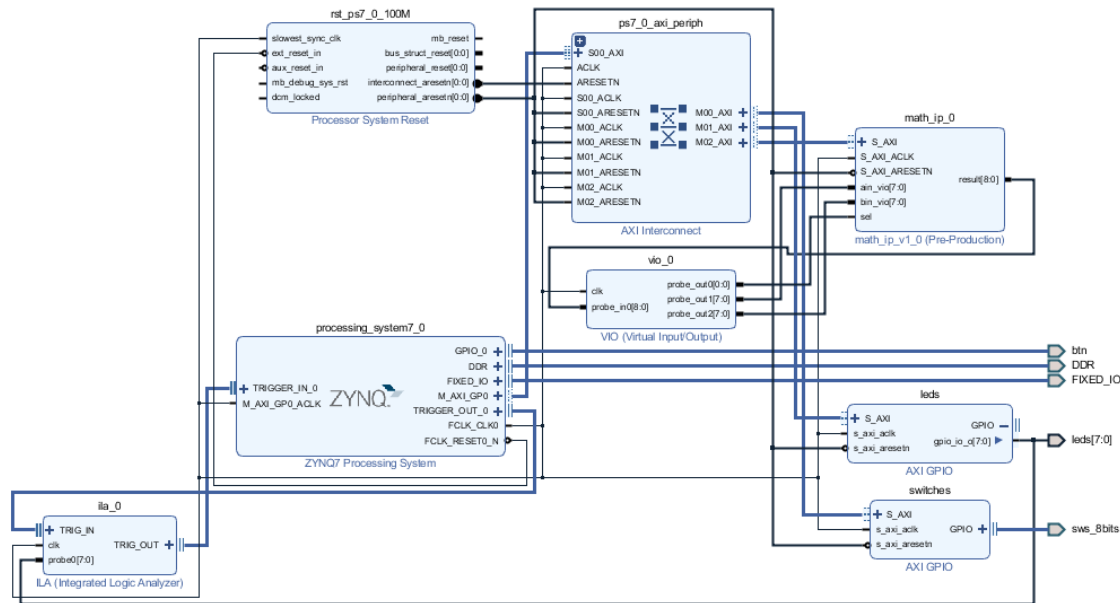 rst_ps7_0_100M
slowest_sync_clk
ext_reset_in
aux_reset_in
mb_debug_sys_rst
dcm_locked
mb_reset
bus_struct_reset[0:0]
peripheral_reset[0:0]
interconnect_aresetn[0:0]
peripheral_aresetn[0:0]
Processor System Reset
ps7_0_axi_periph
S00_AXI
ACLK
ARESETN
S00_ACLK
S00_ARESETN
M00_ACLK
M00_ARESETN
M01_ACLK
M01_ARESETN
M02_ACLK
M02_ARESETN
M00_AXI
M01_AXI
M02_AXI
AXI Interconnect
math_ip_0
S_AXI
S_AXI_ACLK
S_AXI_ARESETN
ain_vio[7:0]
bin_vio[7:0]
sel
result[8:0]
math_ip_v1_0 (Pre-Production)
vio_0
clk
probe_in0[8:0]
probe_out0[0:0]
probe_out1[7:0]
probe_out2[7:0]
VIO (Virtual Input/Output)
processing_system7_0
TRIGGER_IN_0
M_AXI_GP0_ACLK
ZYNQ
GPIO_0
DDR
FIXED_IO
M_AXI_GP0
TRIGGER_OUT_0
FCLK_CLK0
FCLK_RESET0_N
ZYNQ7 Processing System
btn
DDR
FIXED_IO
leds
S_AXI
s_axi_aclk
s_axi_aresetn
GPIO
gpio_io_o[7:0]
AXI GPIO
leds[7:0]
switches
S_AXI
s_axi_aclk
s_axi_aresetn
GPIO
AXI GPIO
sws_8bits
ila_0
TRIG_IN
clk
probe0[7:0]
TRIG_OUT
ILA (Integrated Logic Analyzer)